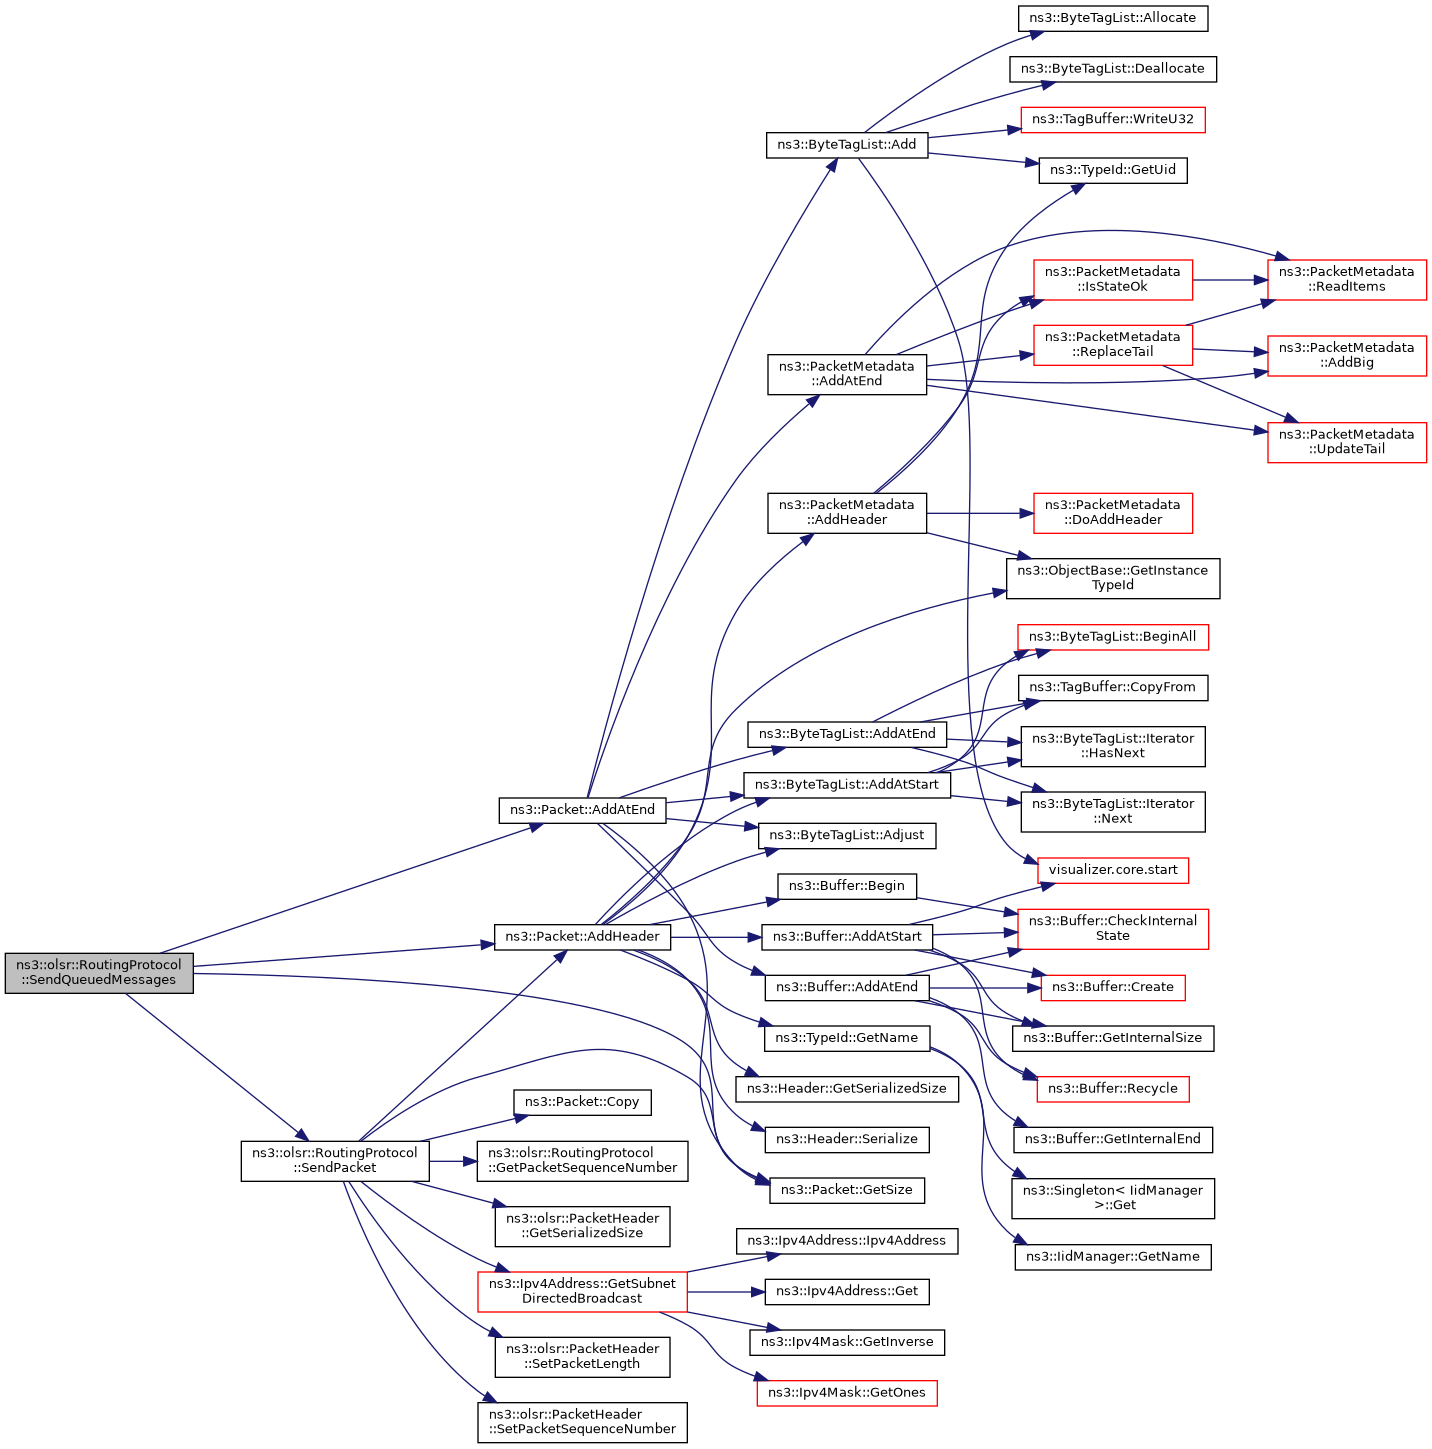 ns3::ByteTagList::Allocate
ns3::ByteTagList::Deallocate
ns3::TagBuffer::WriteU32
ns3::ByteTagList::Add
ns3::TypeId::GetUid
ns3::PacketMetadata
::IsStateOk
ns3::PacketMetadata
::ReadItems
ns3::PacketMetadata
::ReplaceTail
ns3::PacketMetadata
::AddBig
ns3::PacketMetadata
::AddAtEnd
ns3::PacketMetadata
::UpdateTail
ns3::PacketMetadata
::AddHeader
ns3::PacketMetadata
::DoAddHeader
ns3::ObjectBase::GetInstance
TypeId
ns3::ByteTagList::BeginAll
ns3::TagBuffer::CopyFrom
ns3::ByteTagList::AddAtEnd
ns3::ByteTagList::Iterator
::HasNext
ns3::ByteTagList::AddAtStart
ns3::ByteTagList::Iterator
::Next
ns3::Packet::AddAtEnd
ns3::ByteTagList::Adjust
visualizer.core.start
ns3::Buffer::Begin
ns3::Buffer::CheckInternal
State
ns3::Packet::AddHeader
ns3::Buffer::AddAtStart
ns3::olsr::RoutingProtocol
::SendQueuedMessages
ns3::Buffer::AddAtEnd
ns3::Buffer::Create
ns3::TypeId::GetName
ns3::Buffer::GetInternalSize
ns3::Header::GetSerializedSize
ns3::Buffer::Recycle
ns3::Packet::Copy
ns3::Header::Serialize
ns3::Buffer::GetInternalEnd
ns3::olsr::RoutingProtocol
::SendPacket
ns3::olsr::RoutingProtocol
::GetPacketSequenceNumber
ns3::Packet::GetSize
ns3::Singleton< IidManager
>::Get
ns3::olsr::PacketHeader
::GetSerializedSize
ns3::Ipv4Address::Ipv4Address
ns3::IidManager::GetName
ns3::Ipv4Address::GetSubnet
DirectedBroadcast
ns3::Ipv4Address::Get
ns3::Ipv4Mask::GetInverse
ns3::olsr::PacketHeader
::SetPacketLength
ns3::Ipv4Mask::GetOnes
ns3::olsr::PacketHeader
::SetPacketSequenceNumber